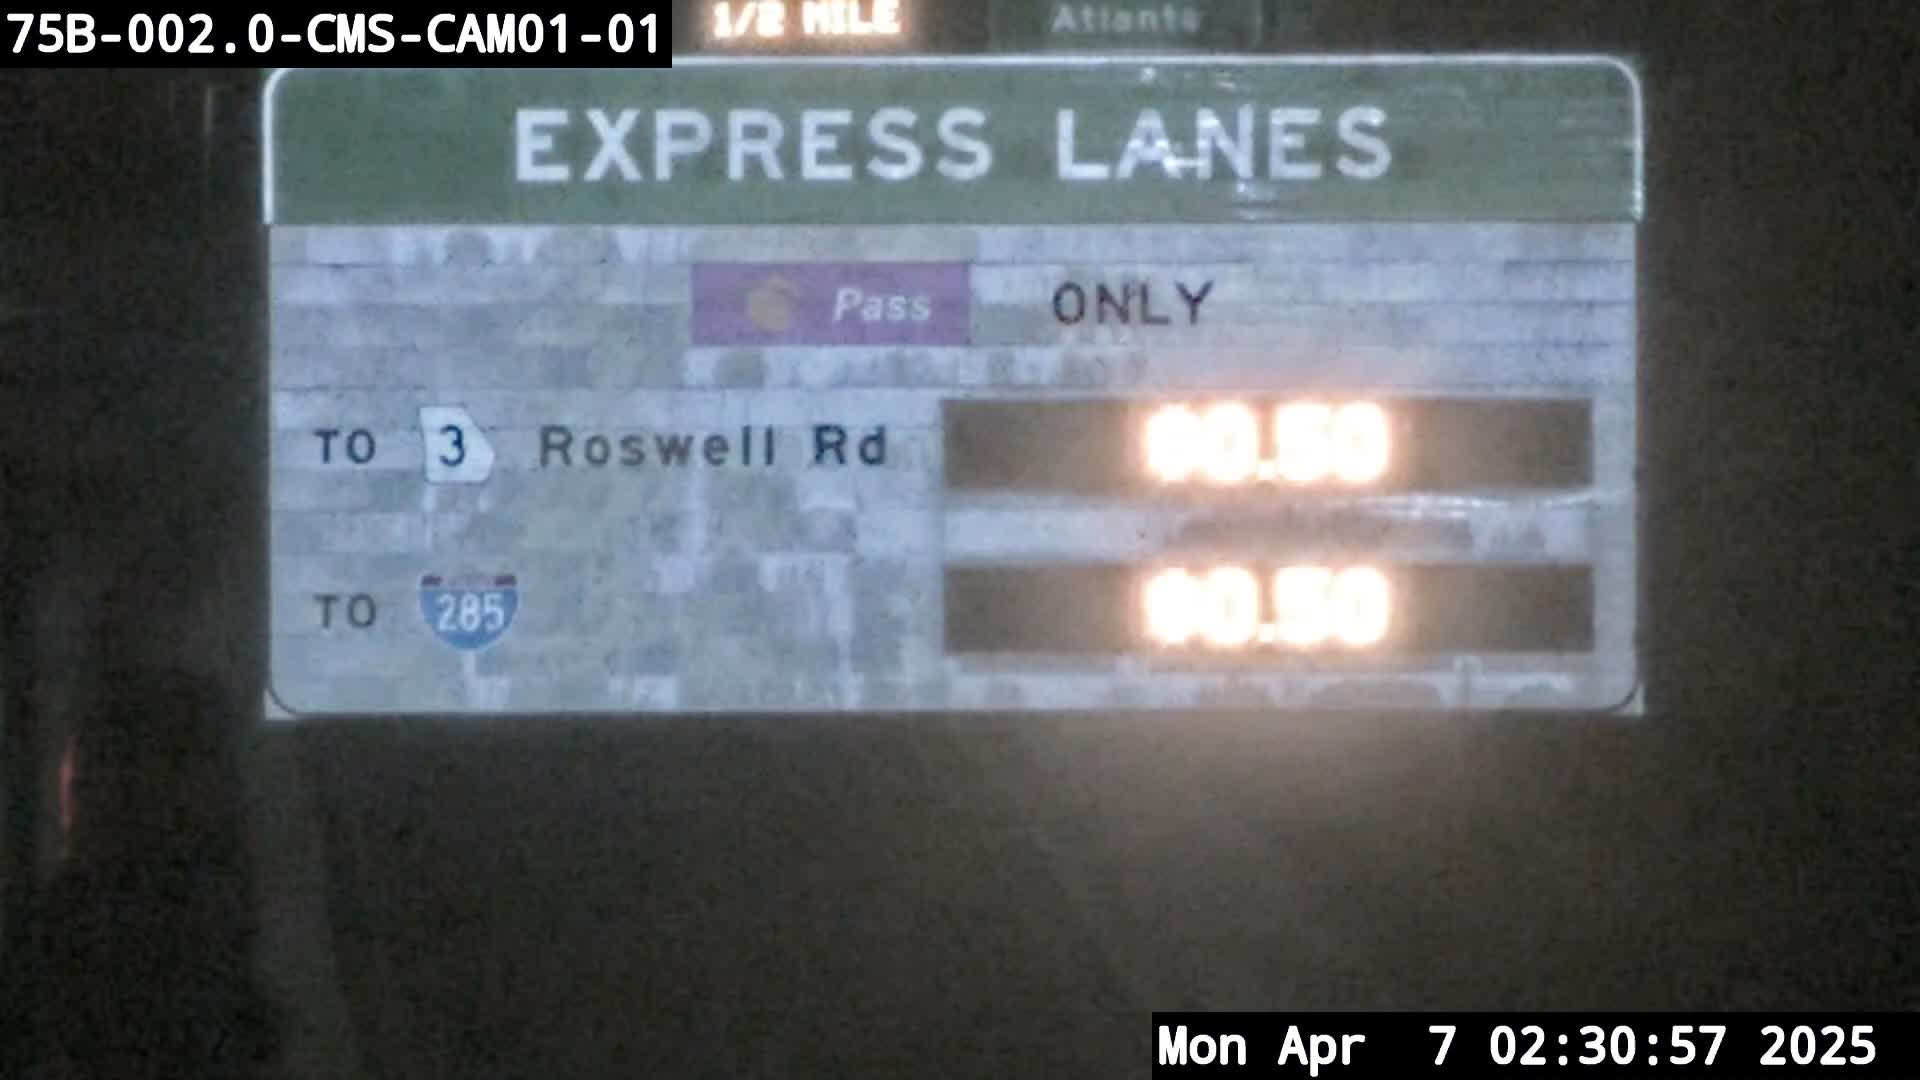 75B-002.0-CMS-CAM01-01
1/2 MILE
Atlanta
EXPRESS LANES
Pass ONLY
TO 3 Roswell Rd $0.50
TO 285 $0.50
Mon Apr 7 02:30:57 2025